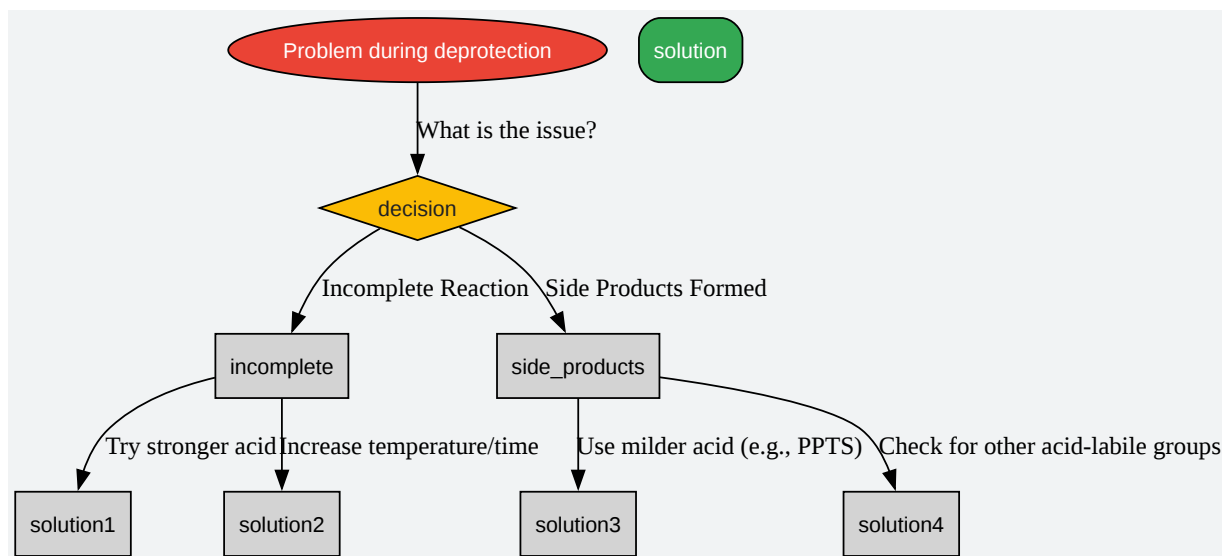 Problem during deprotection
solution
What is the issue?
decision
Incomplete Reaction
Side Products Formed
incomplete
side_products
Try stronger acid
Increase temperature/time
Use milder acid (e.g., PPTS)
Check for other acid-labile groups
solution1
solution2
solution3
solution4